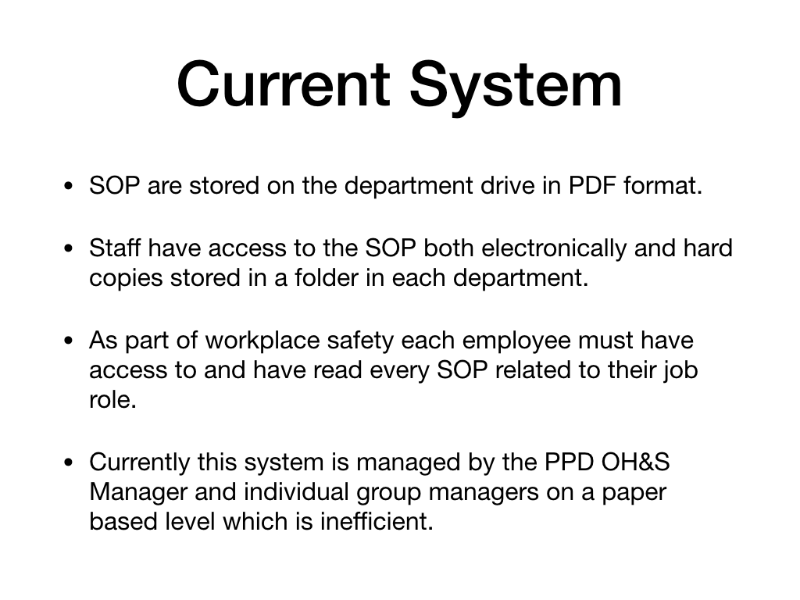 Current System
• SOP are stored on the department drive in PDF format.
• Staff have access to the SOP both electronically and hard
copies stored in a folder in each department.
• As part of workplace safety each employee must have
access to and have read every SOP related to their job
role.
• Currently this system is managed by the PPD OH&S
Manager and individual group managers on a paper
based level which is inefficient.